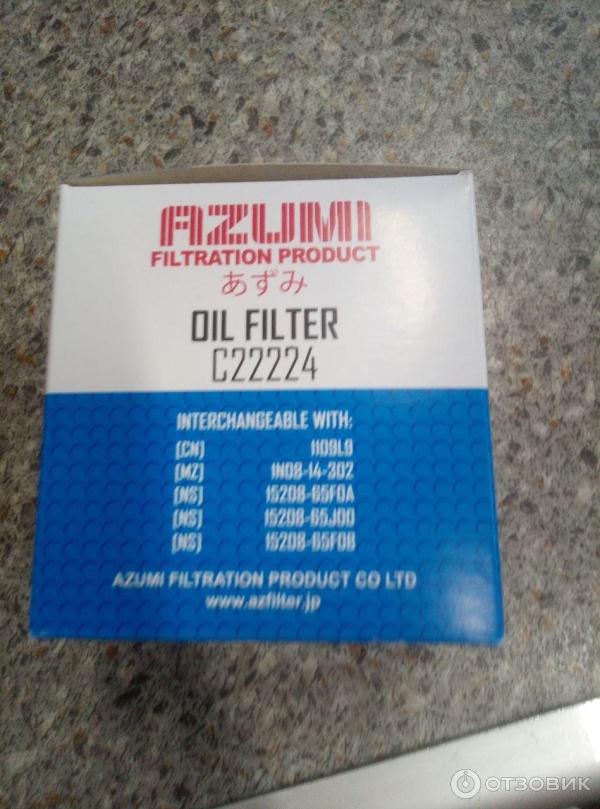 AZUMI
FILTRATION PRODUCT
あずみ
OIL FILTER
C22224
INTERCHANGEABLE WITH:
[CN] 1109L9
[MZ] 1N08-14-302
[NS] 15208-65F0A
[NS] 15208-65J00
[NS] 15208-65F0B
AZUMI FILTRATION PRODUCT CO LTD
www.azfilter.jp
ОТЗОВИК